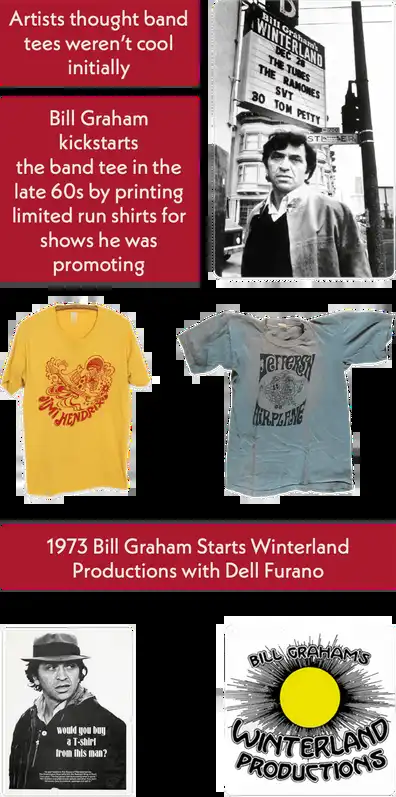 Artists thought band
tees weren't cool
initially
Bill Graham
kickstarts
the band tee in the
late 60s by printing
limited run shirts for
shows he was
promoting
Bill Graham's
WINTERLAND
DEC 28
THE TUBES
THE RAMONES
SVT
30 TOM PETTY
JIMI HENDRIX
JEFFERSON
AIRPLANE
1973 Bill Graham Starts Winterland
Productions with Dell Furano
would you buy
a T-shirt
from this man?
BILL GRAHAM'S
WINTERLAND
PRODUCTIONS